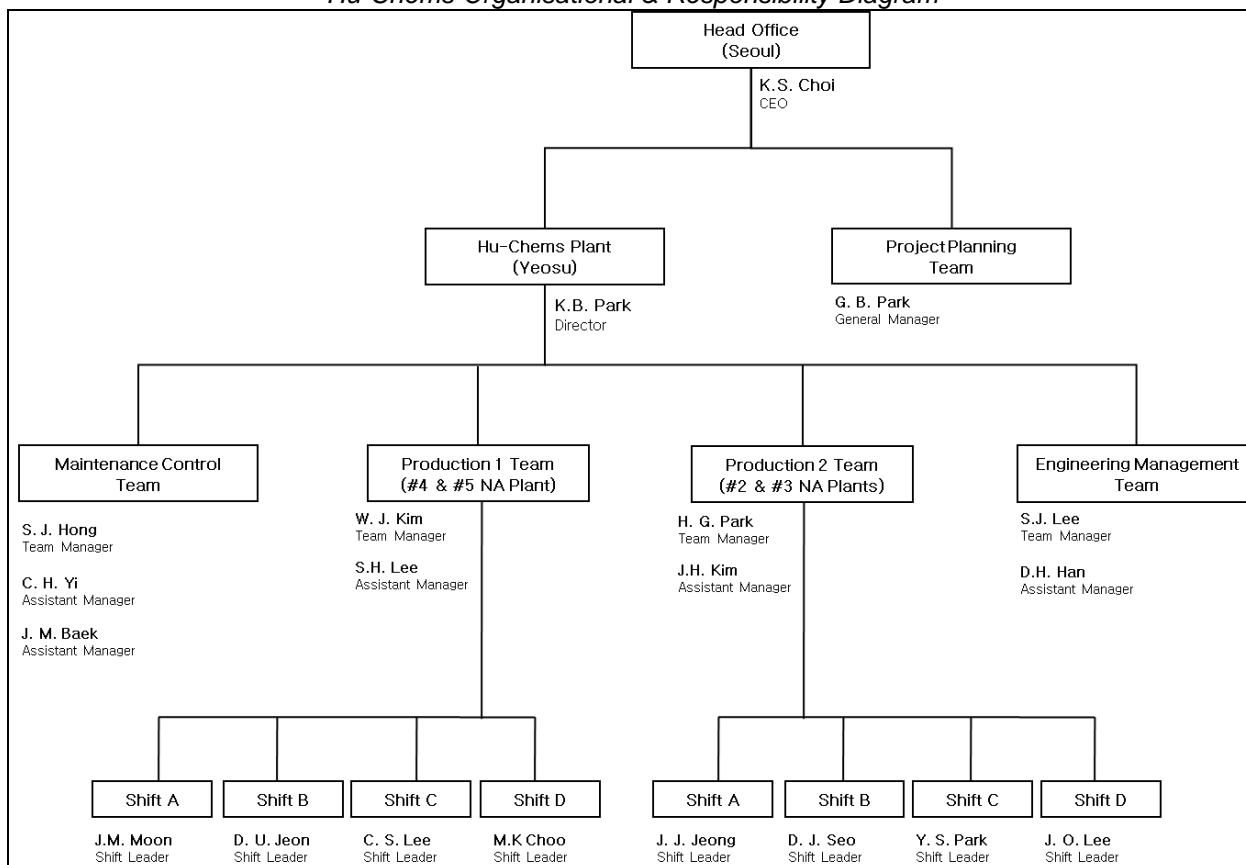 Hu-Chems Organisational & Responsibility Diagram
Head Office
(Seoul)
K.S. Choi
CEO
Hu-Chems Plant
(Yeosu)
K.B. Park
Director
Project Planning
Team
G. B. Park
General Manager
Maintenance Control
Team
S. J. Hong
Team Manager
C. H. Yi
Assistant Manager
J. M. Baek
Assistant Manager
Production 1 Team
(#4 & #5 NA Plant)
W. J. Kim
Team Manager
S.H. Lee
Assistant Manager
Production 2 Team
(#2 & #3 NA Plants)
H. G. Park
Team Manager
J.H. Kim
Assistant Manager
Engineering Management
Team
S.J. Lee
Team Manager
D.H. Han
Assistant Manager
Shift A
J.M. Moon
Shift Leader
Shift B
D. U. Jeon
Shift Leader
Shift C
C. S. Lee
Shift Leader
Shift D
M.K Choo
Shift Leader
Shift A
J. J. Jeong
Shift Leader
Shift B
D. J. Seo
Shift Leader
Shift C
Y. S. Park
Shift Leader
Shift D
J. O. Lee
Shift Leader